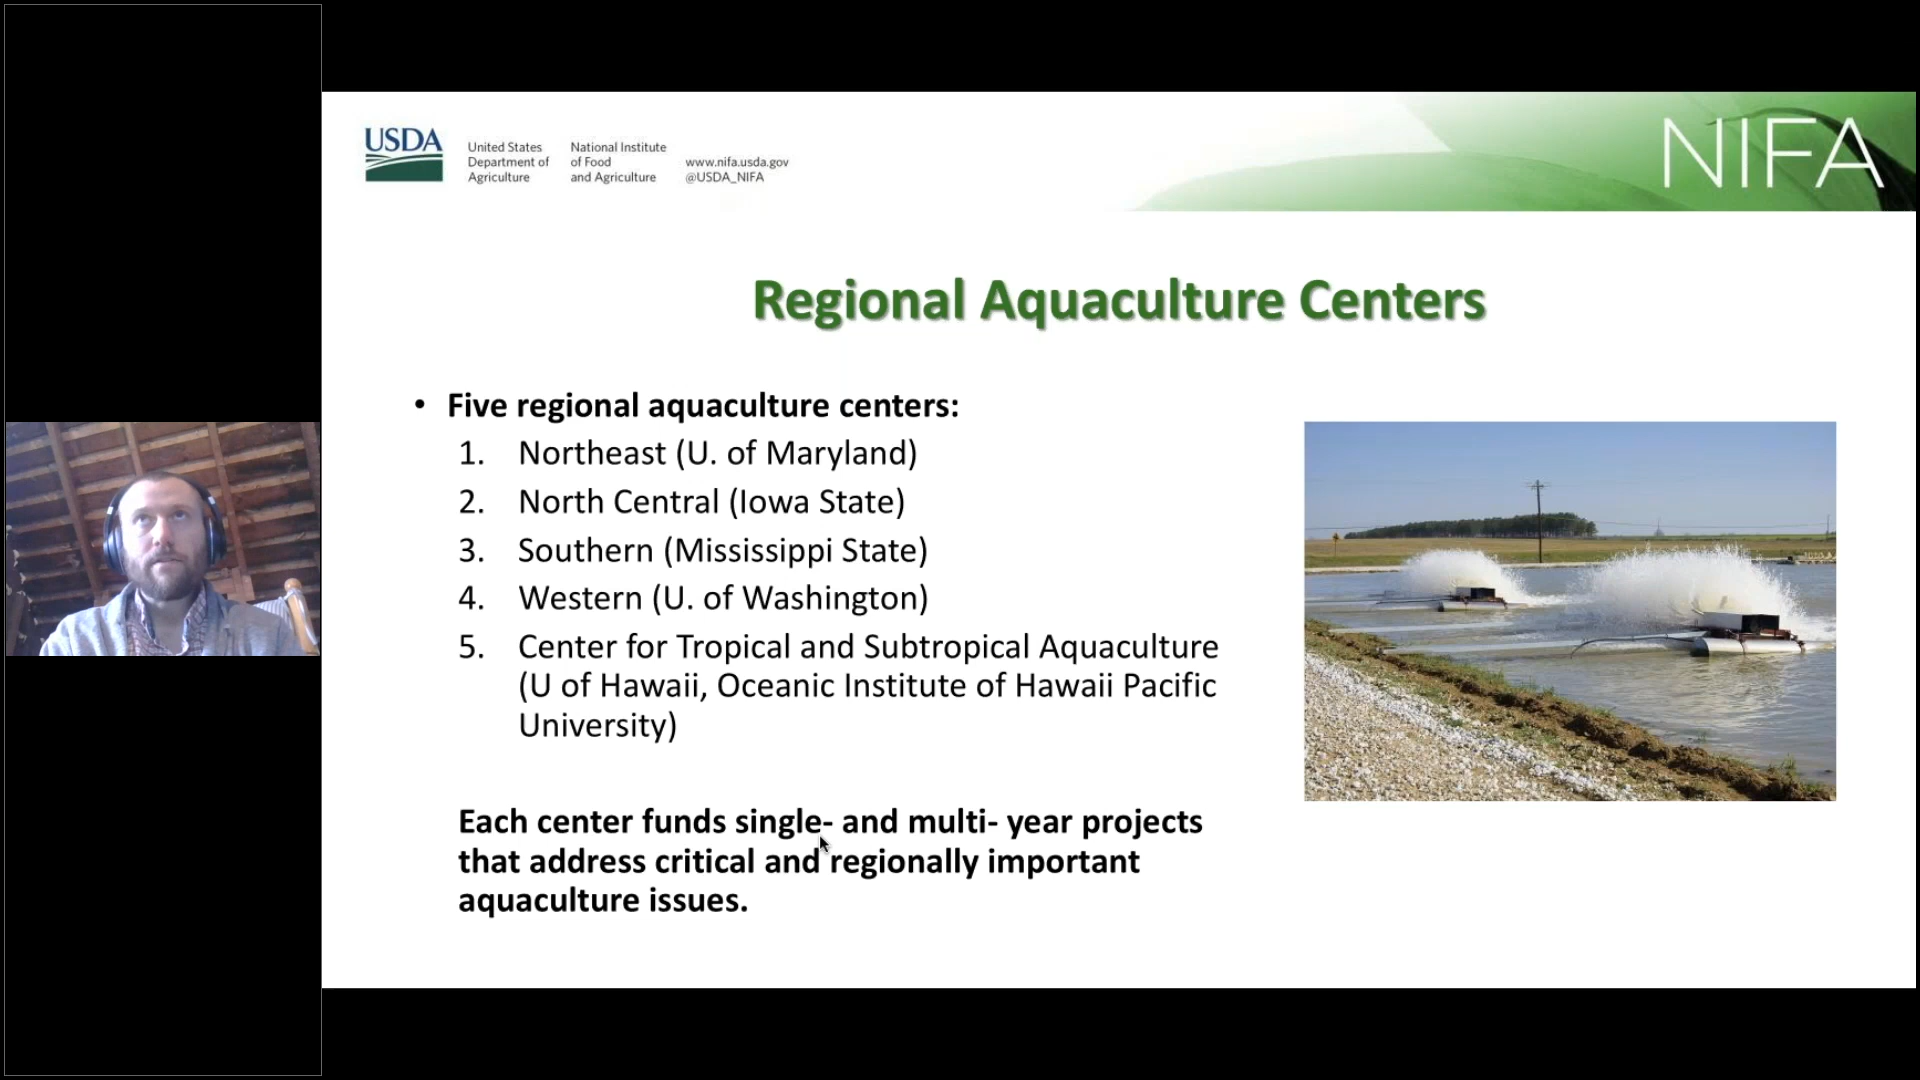 USDA
United States
Department of
Agriculture
National Institute
of Food
and Agriculture
www.nifa.usda.gov
@USDA_NIFA
NIFA
Regional Aquaculture Centers
• Five regional aquaculture centers:
1. Northeast (U. of Maryland)
2. North Central (Iowa State)
3. Southern (Mississippi State)
4. Western (U. of Washington)
5. Center for Tropical and Subtropical Aquaculture
(U of Hawaii, Oceanic Institute of Hawaii Pacific
University)
Each center funds single- and multi- year projects
that address critical and regionally important
aquaculture issues.